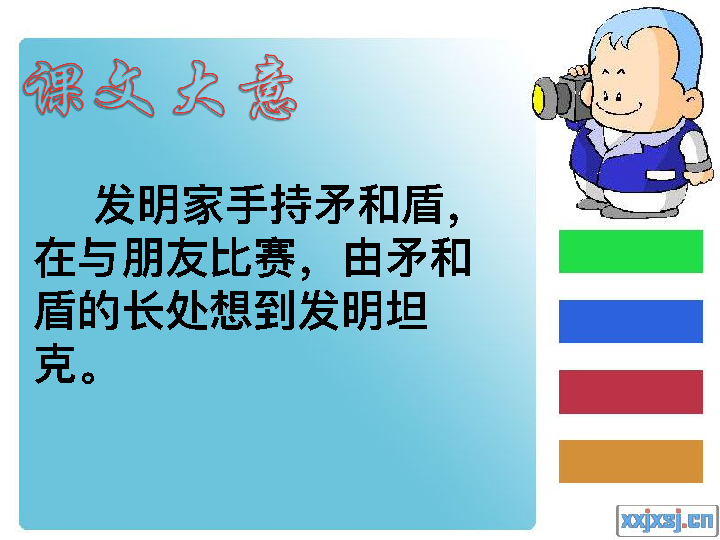 课文大意
发明家手持矛和盾，
在与朋友比赛，由矛和
盾的长处想到发明坦
克。
xxjxsj.cn